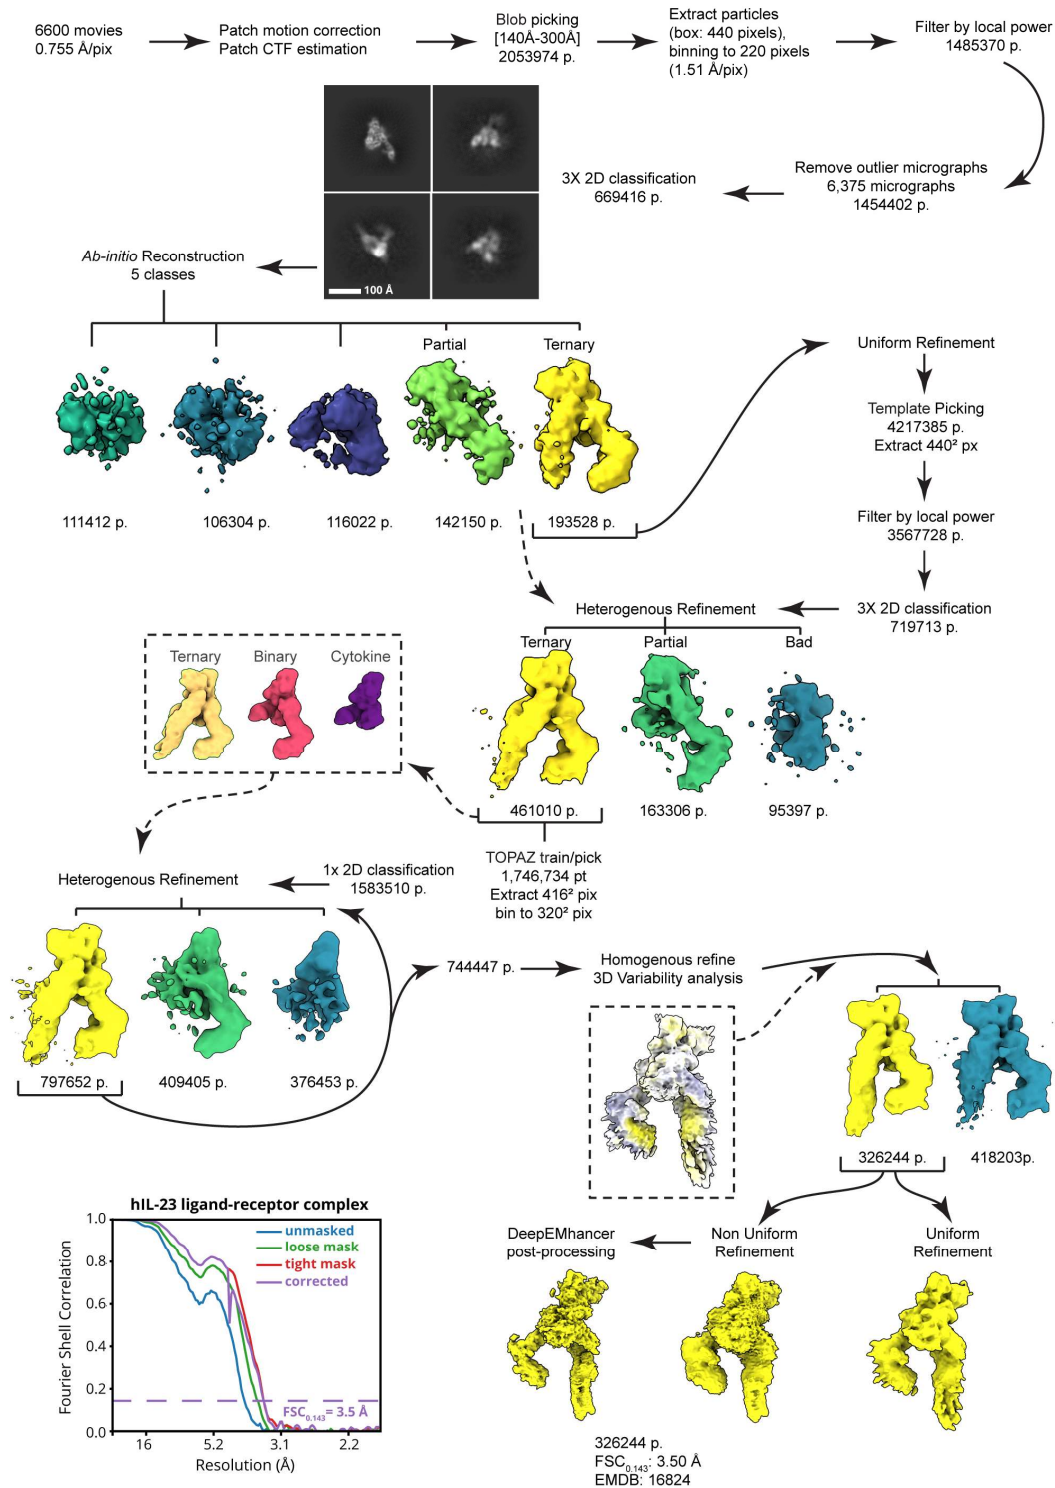 6600 movies
0.755 Å/pix
Patch motion correction
Patch CTF estimation
Blob picking
[140Å-300Å]
2053974 p.
Extract particles
(box: 440 pixels),
binning to 220 pixels
(1.51 Å/pix)
Filter by local power
1485370 p.
Remove outlier micrographs
6,375 micrographs
1454402 p.
3X 2D classification
669416 p.
100 Å
Ab-initio Reconstruction
5 classes
Partial
Ternary
111412 p.
106304 p.
116022 p.
142150 p.
193528 p.
Uniform Refinement
Template Picking
4217385 p.
Extract 440² px
Filter by local power
3567728 p.
3X 2D classification
719713 p.
Heterogenous Refinement
Ternary
Partial
Bad
461010 p.
163306 p.
95397 p.
Ternary
Binary
Cytokine
TOPAZ train/pick
1,746,734 pt
Extract 416² pix
bin to 320² pix
1x 2D classification
1583510 p.
Heterogenous Refinement
797652 p.
409405 p.
376453 p.
744447 p.
Homogenous refine
3D Variability analysis
326244 p.
418203p.
Uniform
Refinement
Non Uniform
Refinement
DeepEMhancer
post-processing
326244 p.
FSC0.143: 3.50 Å
EMDB: 16824
hIL-23 ligand-receptor complex
unmasked
loose mask
tight mask
corrected
Fourier Shell Correlation
1.0
0.8
0.6
0.4
0.2
0.0
FSC0.143= 3.5 Å
16
5.2
3.1
2.2
Resolution (Å)